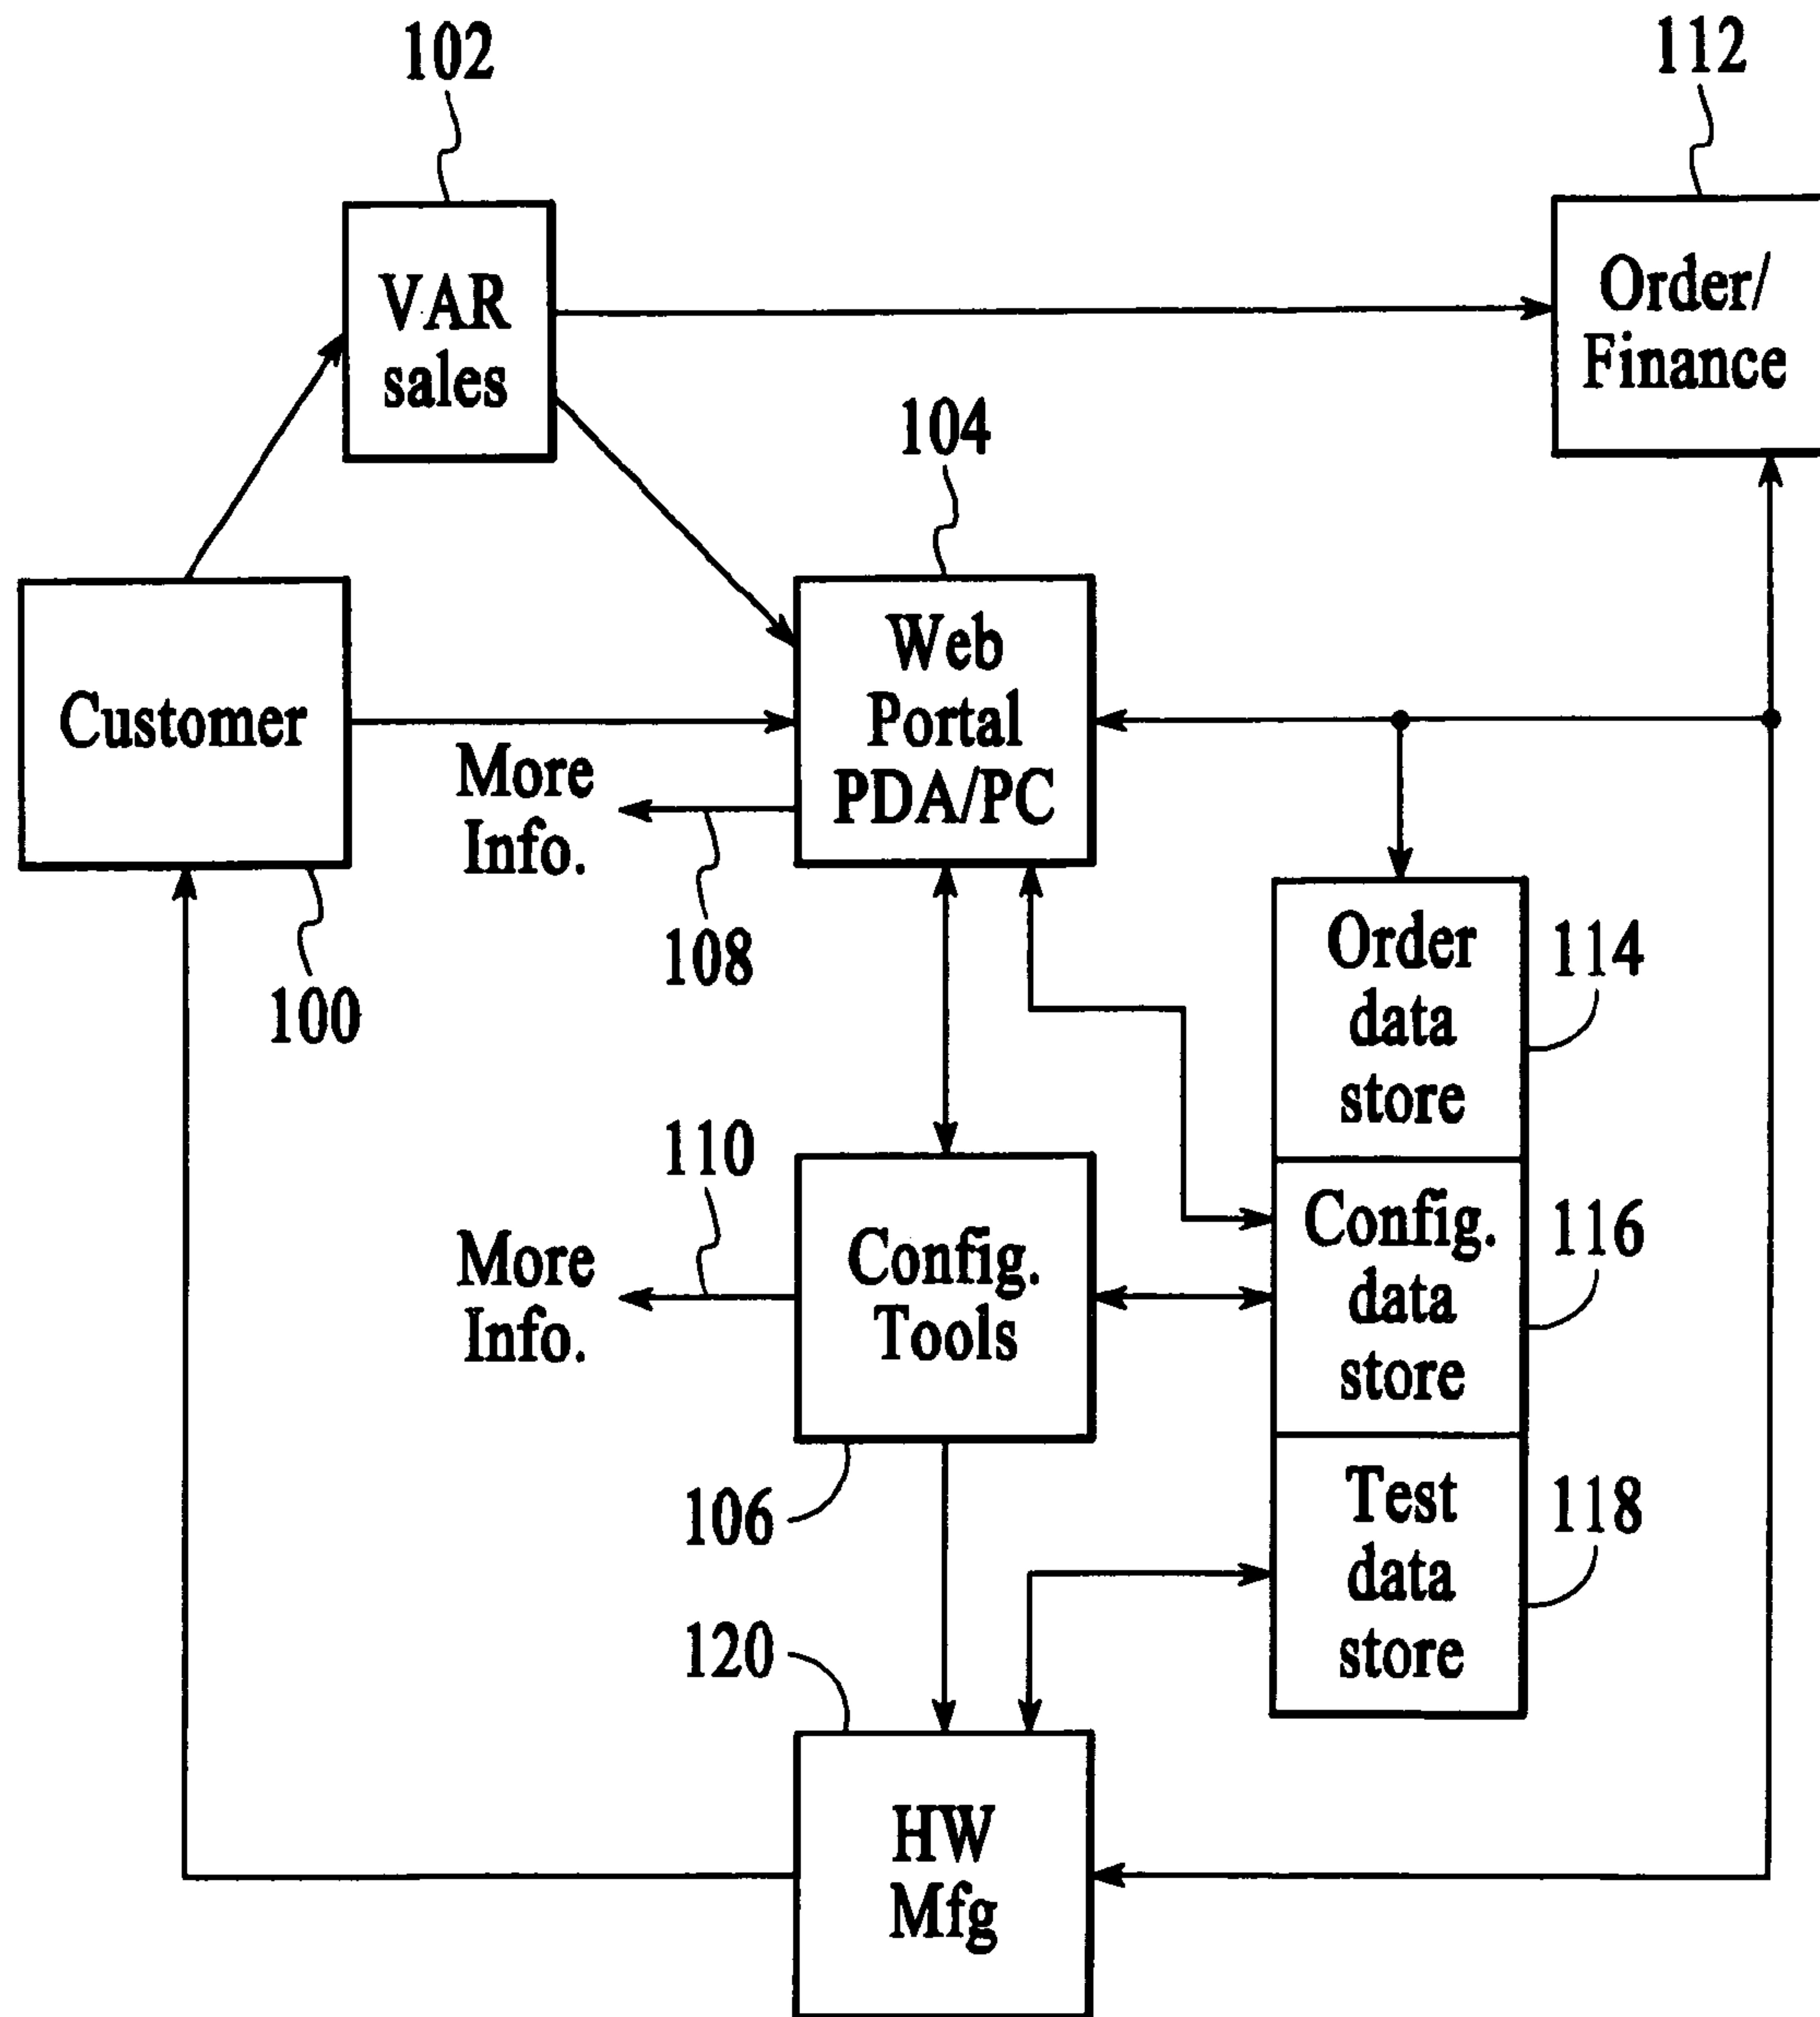 102
112
VAR
sales
Order/
Finance
104
Customer
Web
Portal
PDA/PC
More
Info.
108
100
Order
data
store
114
110
More
Info.
Config.
Tools
Config.
data
store
116
106
Test
data
store
118
120
HW
Mfg